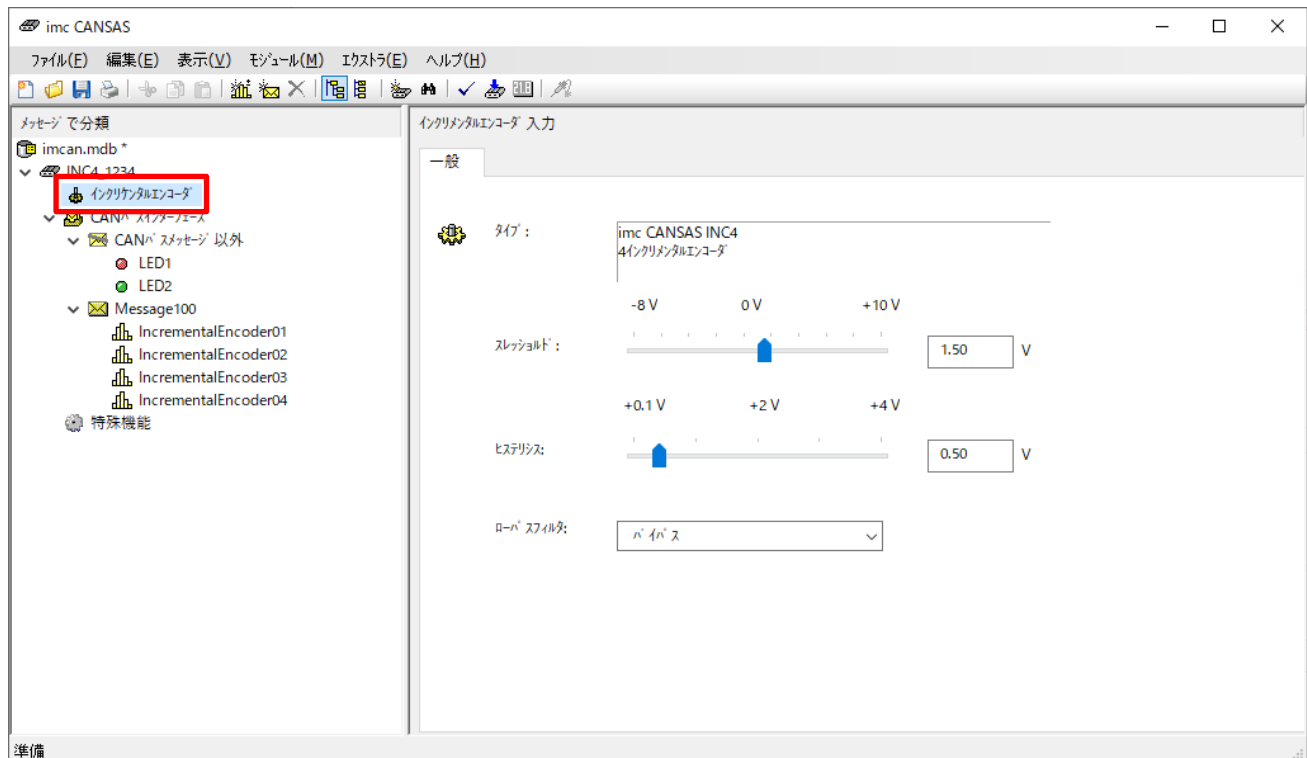 imc CANSAS
ファイル(F) 編集(E) 表示(V) ﾓｼﾞｭｰﾙ(M) ｴｸｽﾄﾗ(E) ヘルプ(H)
ﾒｯｾｰｼﾞで分類
imcan.mdb *
INC4_1234
ｲﾝｸﾘｹﾝﾀﾙｴﾝｺｰﾀﾞ
CANﾊﾞｽｲﾝﾀｰﾌｪｰｽ
CANﾊﾞｽﾒｯｾｰｼﾞ以外
LED1
LED2
Message100
IncrementalEncoder01
IncrementalEncoder02
IncrementalEncoder03
IncrementalEncoder04
特殊機能
ｲﾝｸﾘﾒﾝﾀﾙｴﾝｺｰﾀﾞ入力
一般
ﾀｲﾌﾟ:
imc CANSAS INC4
4ｲﾝｸﾘﾒﾝﾀﾙｴﾝｺｰﾀﾞ
-8 V 0 V +10 V
ｽﾚｯｼｮﾙﾄﾞ: 1.50 V
+0.1 V +2 V +4 V
ﾋｽﾃﾘｼｽ: 0.50 V
ﾛｰﾊﾟｽﾌｨﾙﾀ: ﾊﾞｲﾊﾟｽ
準備